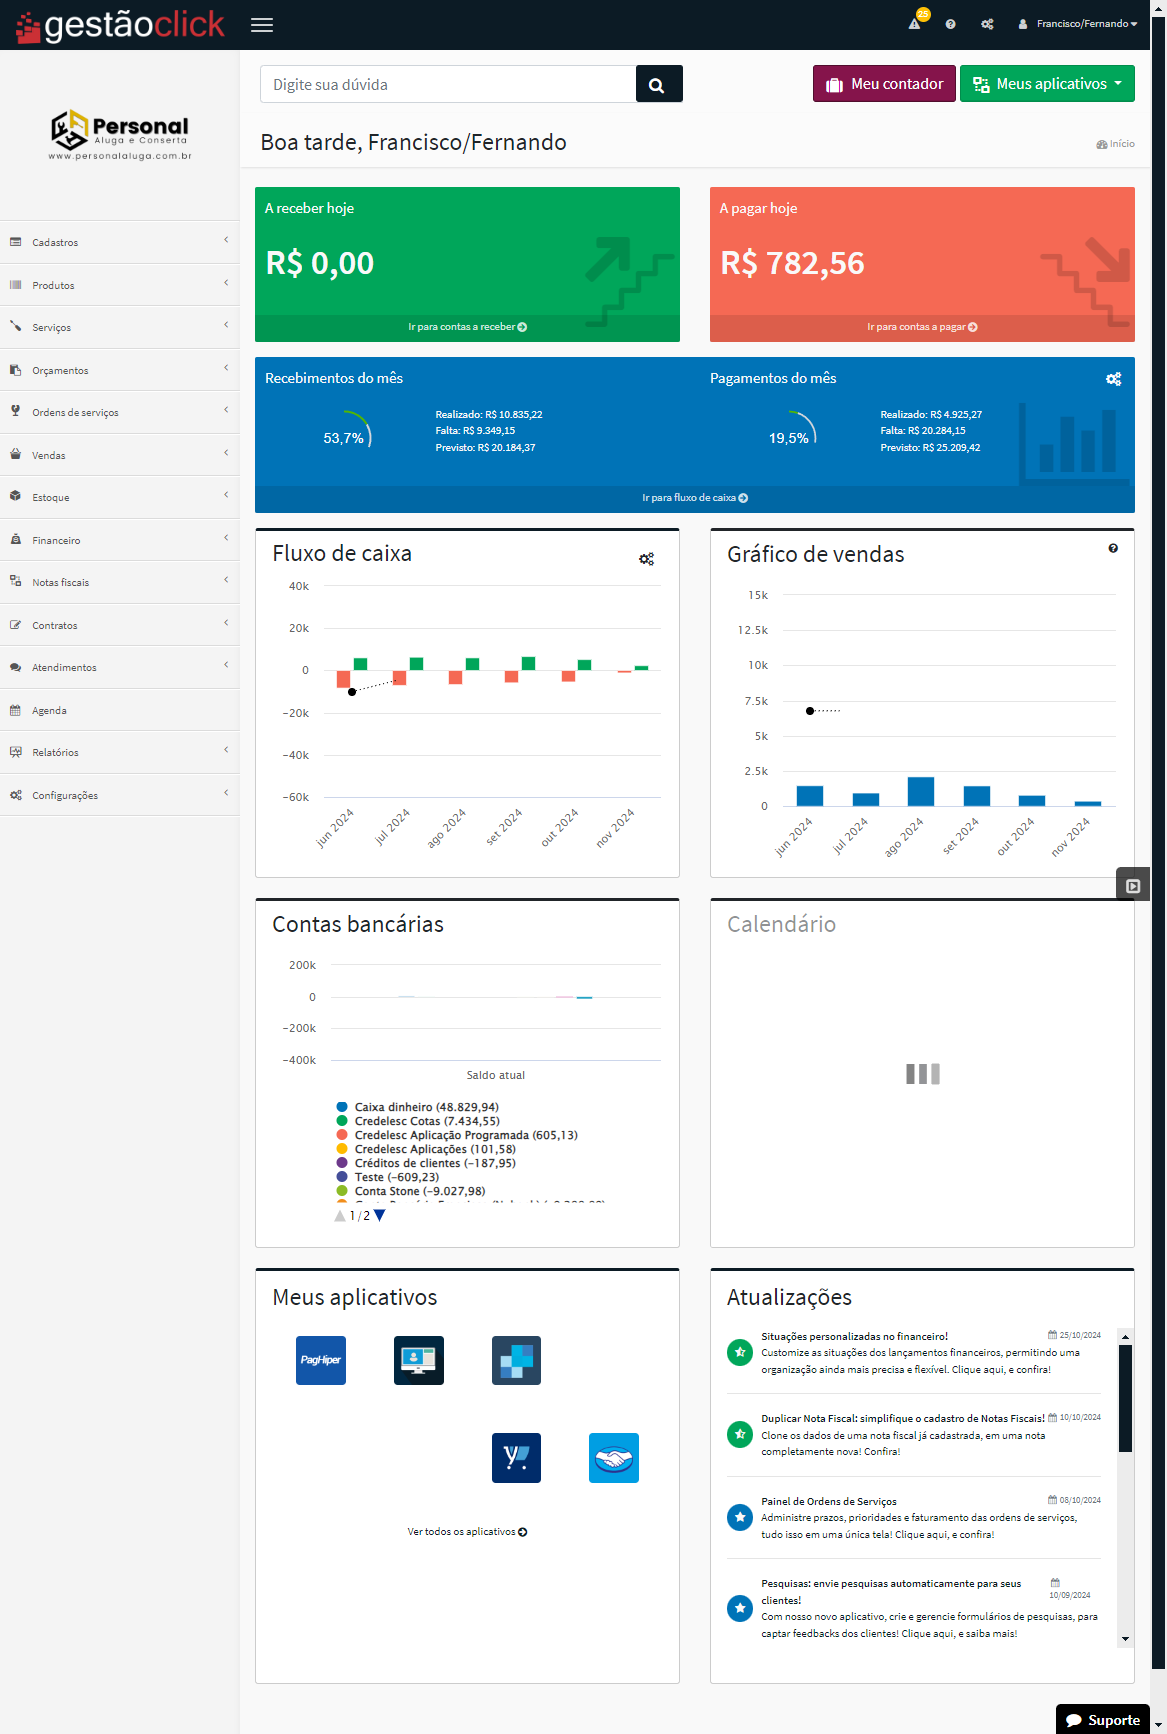 gestãoclick
25
Francisco/Fernando
Digite sua dúvida
Meu contador
Meus aplicativos
Personal
Aluga e Conserta
www.personalaluga.com.br
Boa tarde, Francisco/Fernando
Início
Cadastros
Produtos
Serviços
Orçamentos
Ordens de serviços
Vendas
Estoque
Financeiro
Notas fiscais
Contratos
Atendimentos
Agenda
Relatórios
Configurações
A receber hoje
R$ 0,00
Ir para contas a receber
A pagar hoje
R$ 782,56
Ir para contas a pagar
Recebimentos do mês
53,7%
Realizado: R$ 10.835,22
Falta: R$ 9.349,15
Previsto: R$ 20.184,37
Pagamentos do mês
19,5%
Realizado: R$ 4.925,27
Falta: R$ 20.284,15
Previsto: R$ 25.209,42
Ir para fluxo de caixa
Fluxo de caixa
40k
20k
0
−20k
−40k
−60k
jun 2024
jul 2024
ago 2024
set 2024
out 2024
nov 2024
Gráfico de vendas
15k
12.5k
10k
7.5k
5k
2.5k
0
jun 2024
jul 2024
ago 2024
set 2024
out 2024
nov 2024
Contas bancárias
200k
0
−200k
−400k
Saldo atual
Caixa dinheiro (48.829,94)
Credelesc Cotas (7.434,55)
Credelesc Aplicação Programada (605,13)
Credelesc Aplicações (101,58)
Créditos de clientes (−187,95)
Teste (−609,23)
Conta Stone (−9.027,98)
1/2
Calendário
Meus aplicativos
PagHiper
Ver todos os aplicativos
Atualizações
Situações personalizadas no financeiro!
25/10/2024
Customize as situações dos lançamentos financeiros, permitindo uma
organização ainda mais precisa e flexível. Clique aqui, e confira!
Duplicar Nota Fiscal: simplifique o cadastro de Notas Fiscais!
10/10/2024
Clone os dados de uma nota fiscal já cadastrada, em uma nota
completamente nova! Confira!
Painel de Ordens de Serviços
08/10/2024
Administre prazos, prioridades e faturamento das ordens de serviços,
tudo isso em uma única tela! Clique aqui, e confira!
Pesquisas: envie pesquisas automaticamente para seus
clientes!
10/09/2024
Com nosso novo aplicativo, crie e gerencie formulários de pesquisas, para
captar feedbacks dos clientes! Clique aqui, e saiba mais!
Suporte